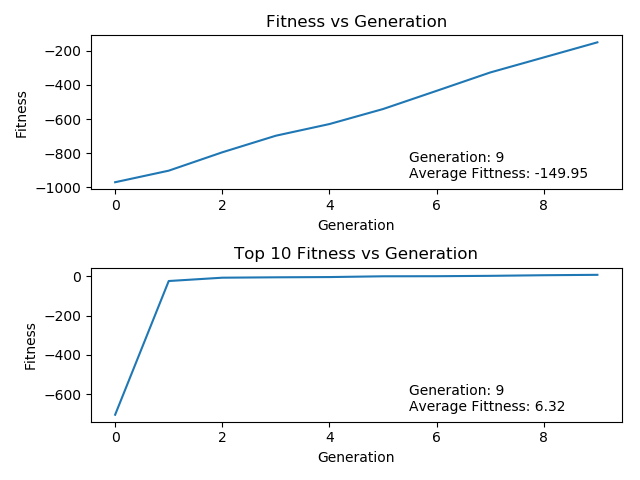 Fitness vs Generation
−200
−400
−600
−800
−1000
Fitness
Generation: 9
Average Fittness: -149.95
0 2 4 6 8
Generation
Top 10 Fitness vs Generation
0
−200
−400
−600
Fitness
Generation: 9
Average Fittness: 6.32
0 2 4 6 8
Generation